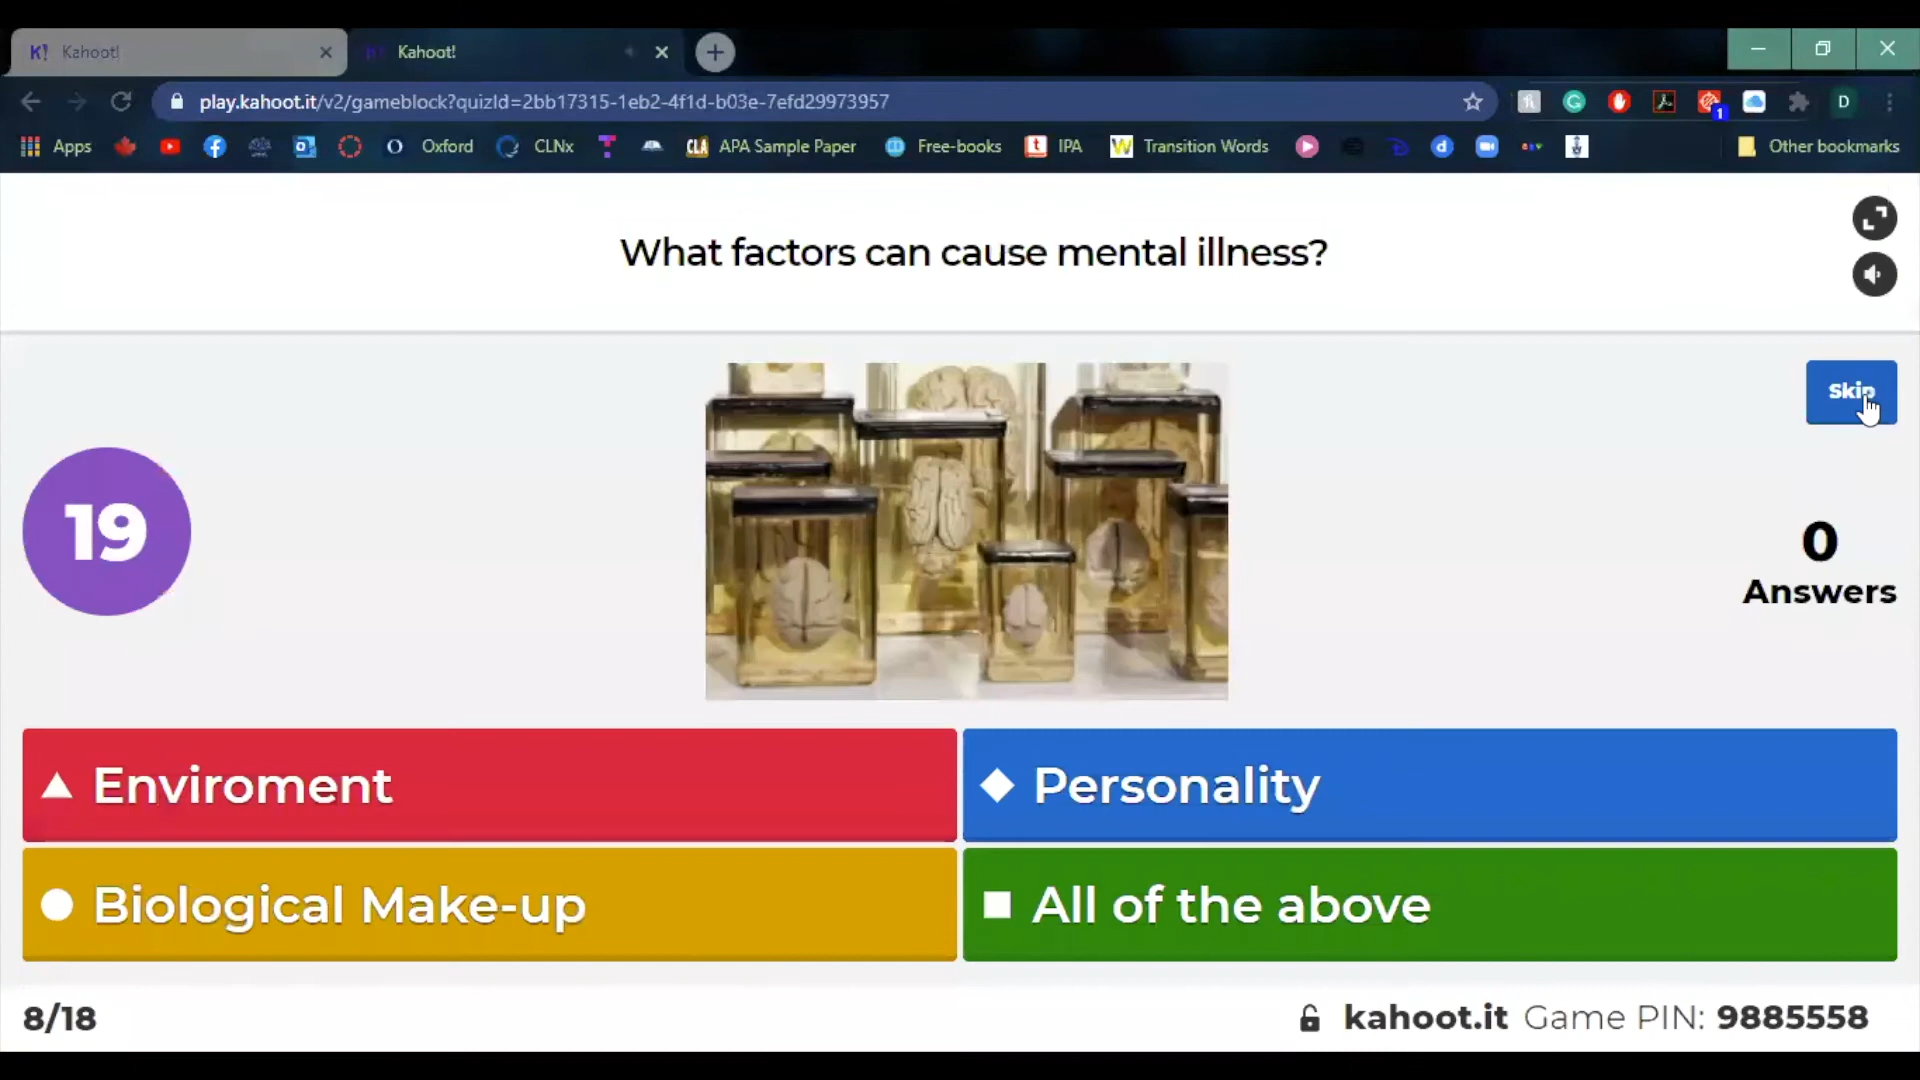 Kahoot!
Kahoot!
play.kahoot.it/v2/gameblock?quizId=2bb17315-1eb2-4f1d-b03e-7efd29973957
1
D
Apps
Oxford
CLNx
CLA
APA Sample Paper
Free-books
IPA
Transition Words
Other bookmarks
What factors can cause mental illness?
Skip
19
0
Answers
Enviroment
Personality
Biological Make-up
All of the above
8/18
kahoot.it Game PIN: 9885558